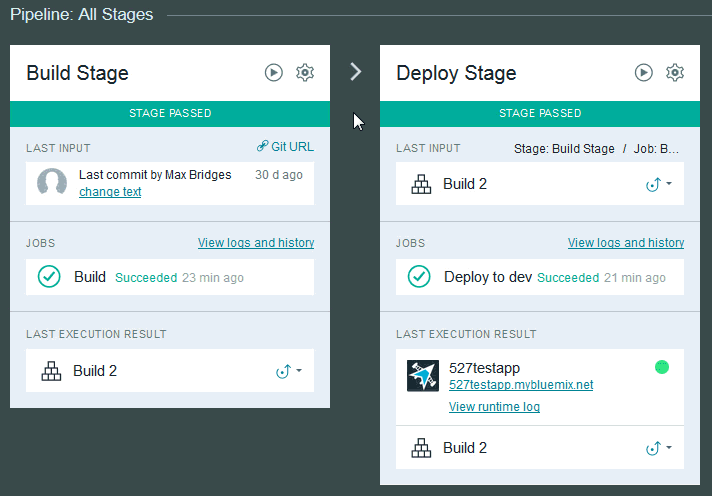 Pipeline: All Stages
Build Stage
STAGE PASSED
LAST INPUT
Git URL
Last commit by Max Bridges
30 d ago
change text
JOBS
View logs and history
Build Succeeded 23 min ago
LAST EXECUTION RESULT
Build 2
Deploy Stage
STAGE PASSED
LAST INPUT
Stage: Build Stage / Job: B...
Build 2
JOBS
View logs and history
Deploy to dev Succeeded 21 min ago
LAST EXECUTION RESULT
527testapp
527testapp.mybluemix.net
View runtime log
Build 2